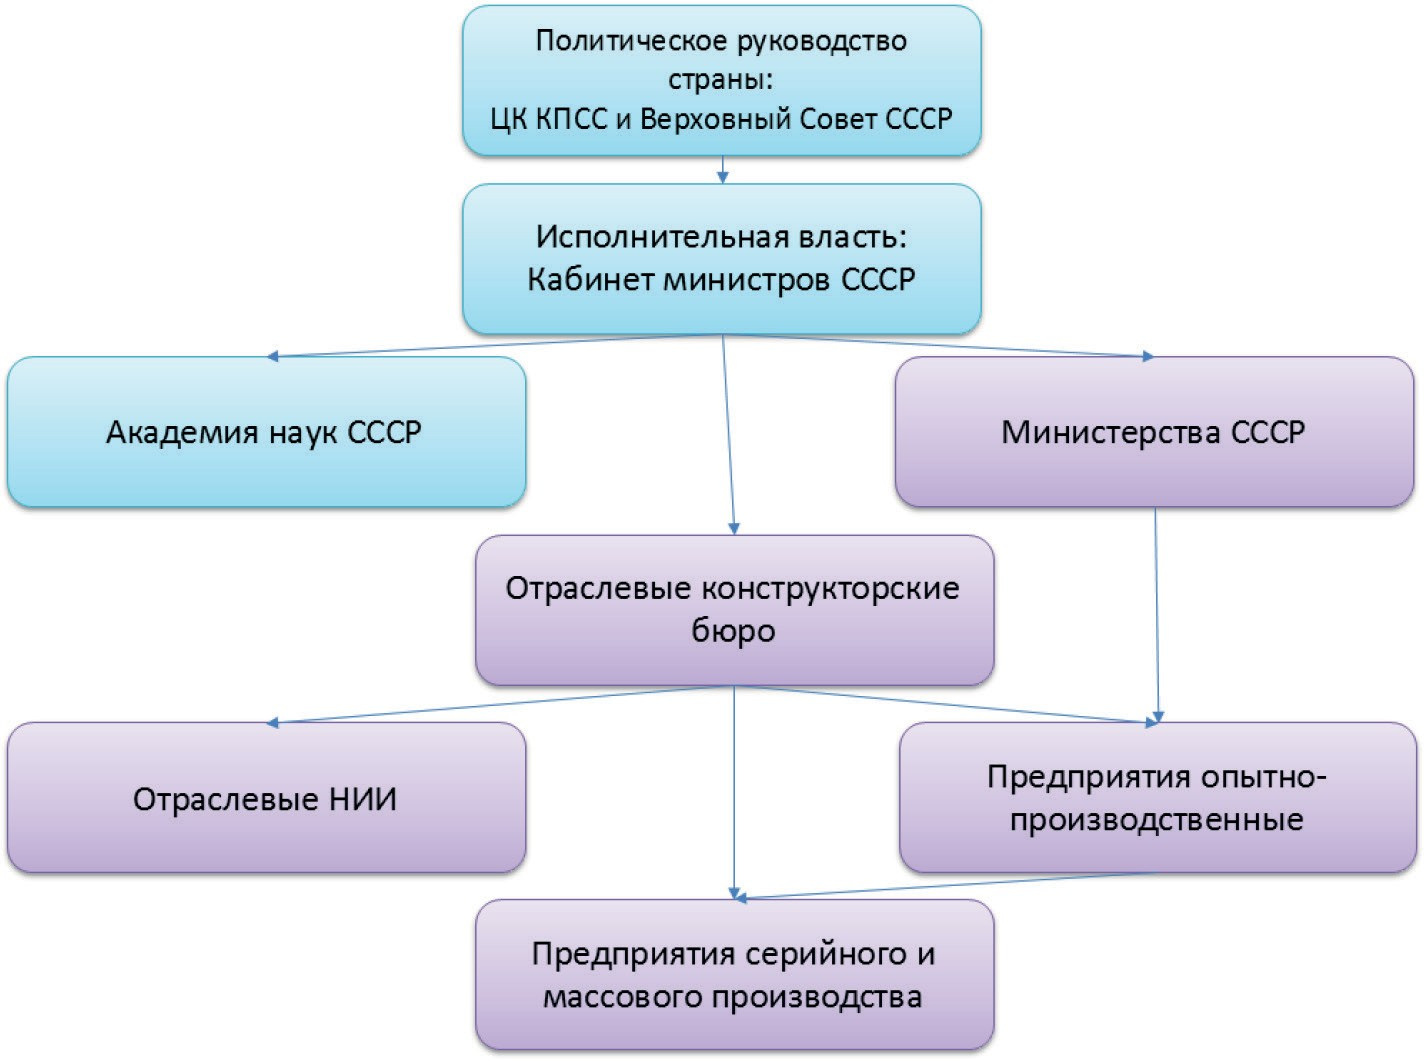 Политическое руководство
страны:
ЦК КПСС и Верховный Совет СССР
Исполнительная власть:
Кабинет министров СССР
Академия наук СССР
Министерства СССР
Отраслевые конструкторские
бюро
Отраслевые НИИ
Предприятия опытно-
производственные
Предприятия серийного и
массового производства